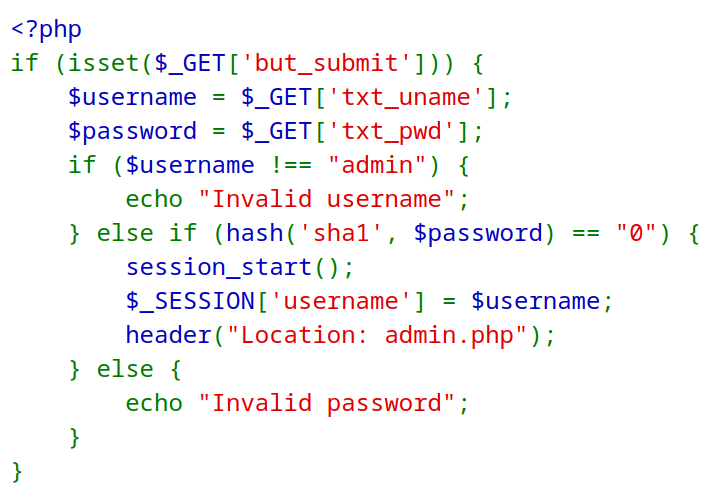 <?php
if (isset($_GET['but_submit'])) {
    $username = $_GET['txt_uname'];
    $password = $_GET['txt_pwd'];
    if ($username !== "admin") {
        echo "Invalid username";
    } else if (hash('sha1', $password) == "0") {
        session_start();
        $_SESSION['username'] = $username;
        header("Location: admin.php");
    } else {
        echo "Invalid password";
    }
}